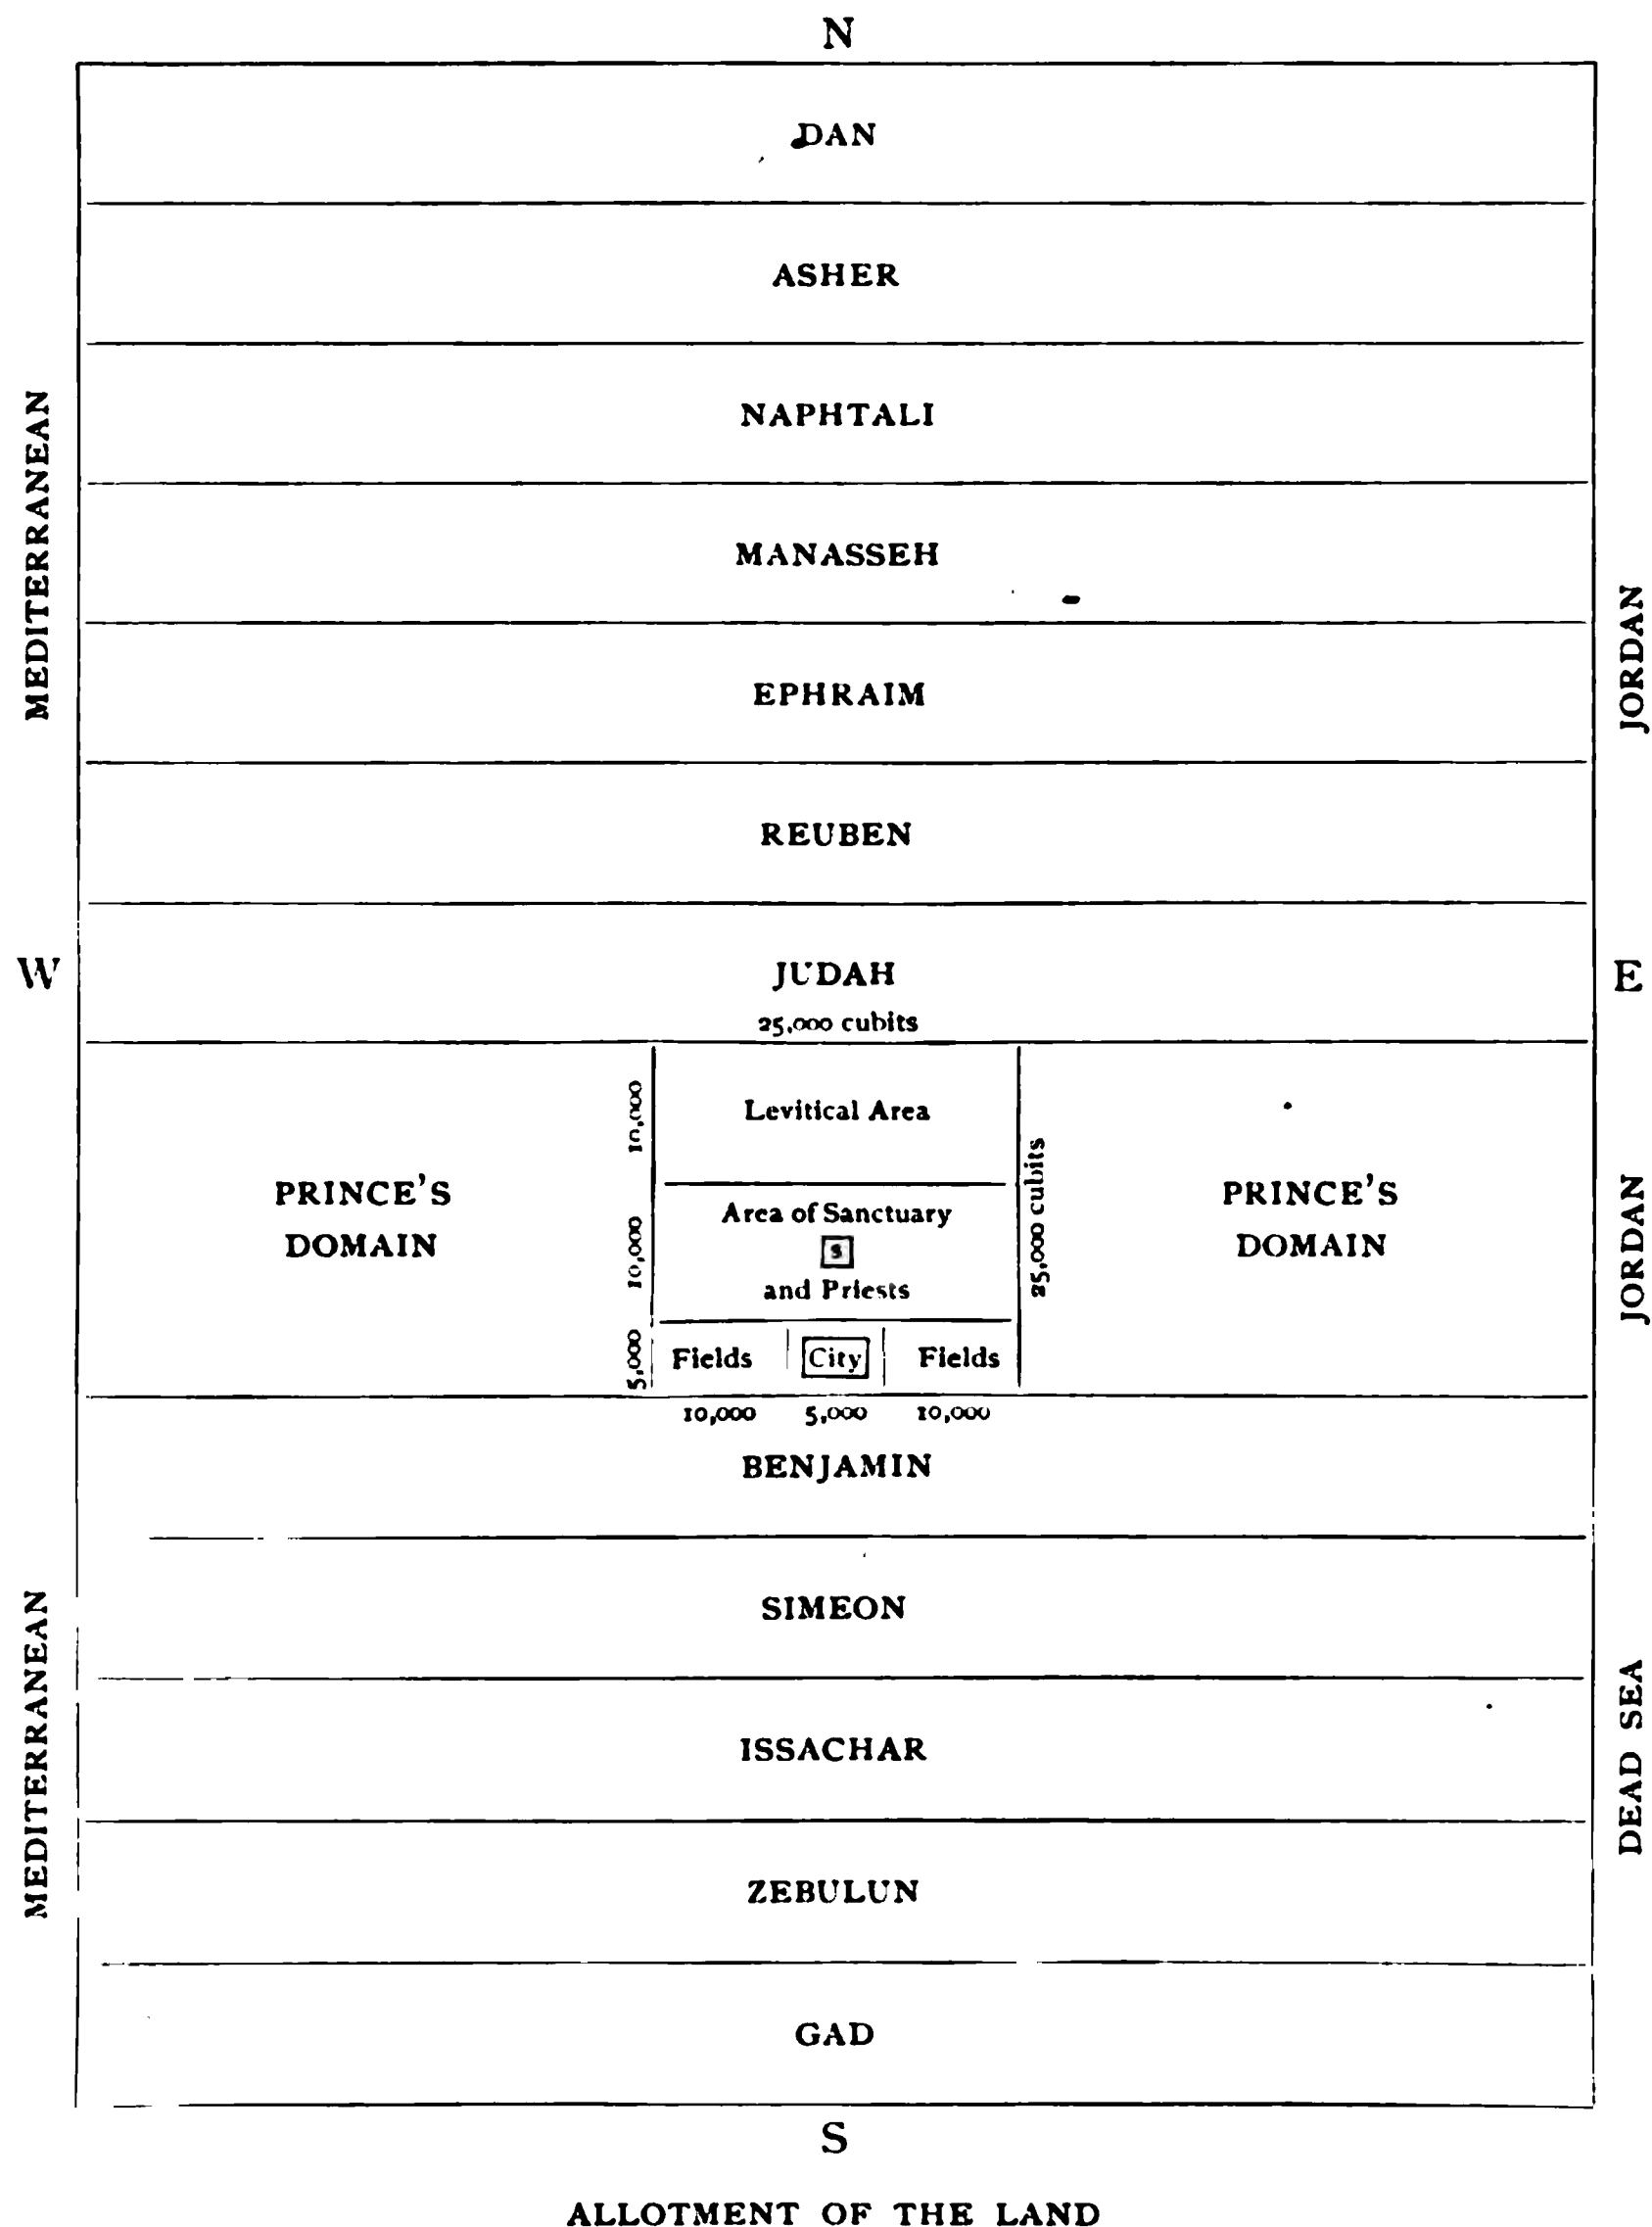 N
DAN
ASHER
NAPHTALI
MEDITERRANEAN
MANASSEH
JORDAN
EPHRAIM
REUBEN
W
JUDAH
E
25,000 cubits
10,000
Levitical Area
PRINCE'S
DOMAIN
10,000
Area of Sanctuary
S
and Priests
25,000 cubits
PRINCE'S
DOMAIN
JORDAN
5,000
Fields
City
Fields
10,000 5,000 10,000
BENJAMIN
SIMEON
MEDITERRANEAN
ISSACHAR
DEAD SEA
ZEBULUN
GAD
S
ALLOTMENT OF THE LAND